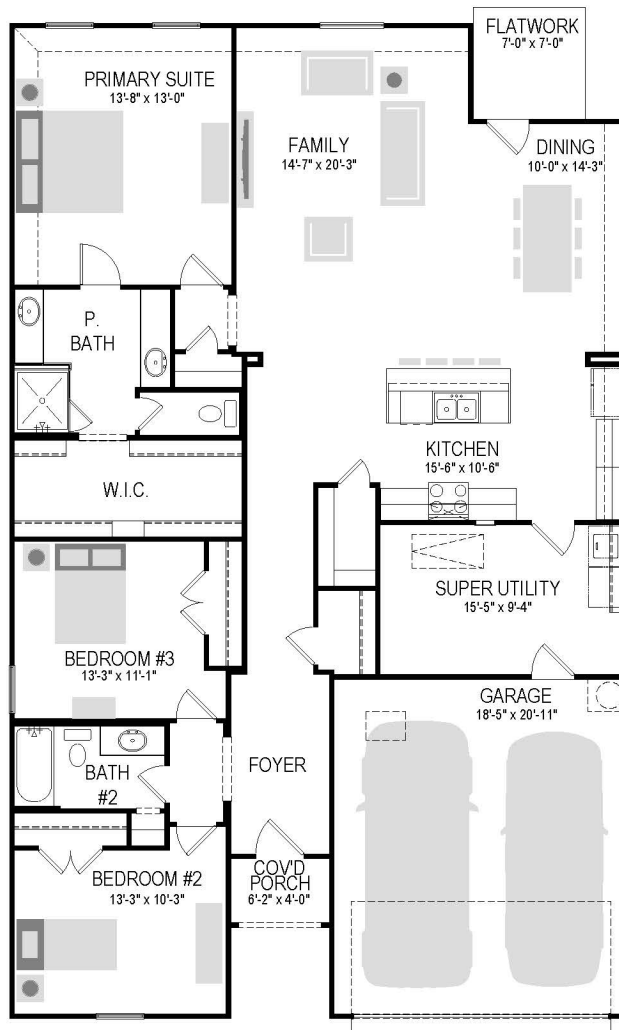 FLATWORK
7'-0" x 7'-0"
PRIMARY SUITE
13'-8" x 13'-0"
FAMILY
14'-7" x 20'-3"
DINING
10'-0" x 14'-3"
P.
BATH
KITCHEN
15'-6" x 10'-6"
W.I.C.
SUPER UTILITY
15'-5" x 9'-4"
BEDROOM #3
13'-3" x 11'-1"
GARAGE
18'-5" x 20'-11"
FOYER
BATH
#2
COV'D
PORCH
6'-2" x 4'-0"
BEDROOM #2
13'-3" x 10'-3"